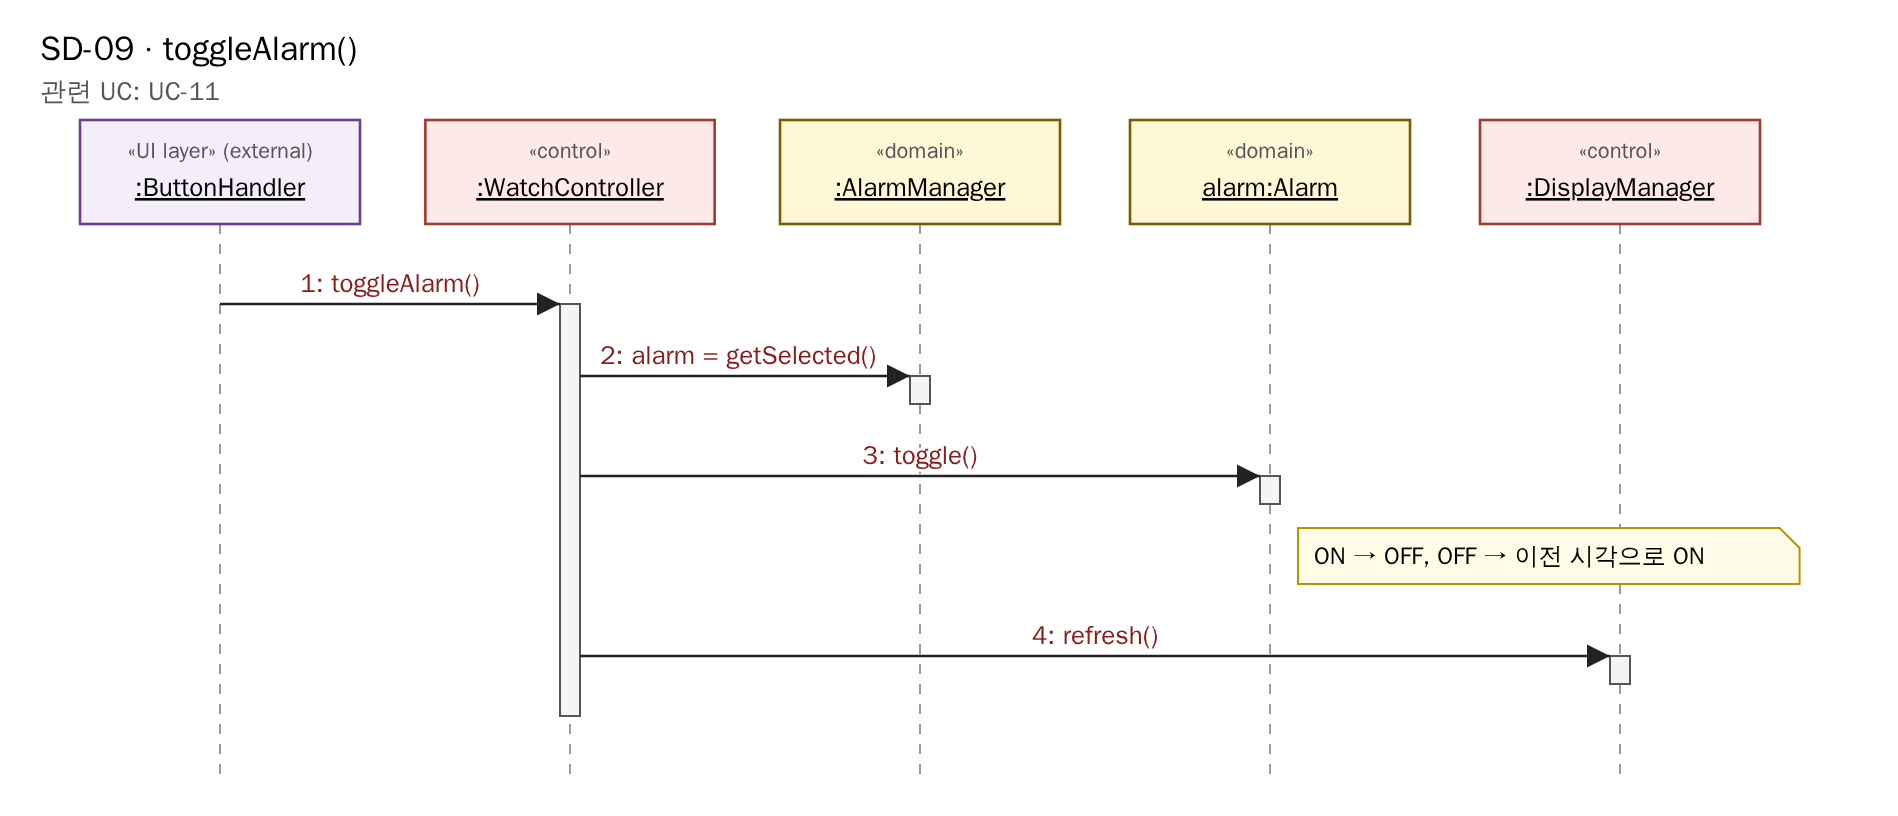 SD-09 · toggleAlarm()
관련 UC: UC-11
«UI layer» (external)
:ButtonHandler
«control»
:WatchController
«domain»
:AlarmManager
«domain»
alarm:Alarm
«control»
:DisplayManager
1: toggleAlarm()
2: alarm = getSelected()
3: toggle()
ON → OFF, OFF → 이전 시각으로 ON
4: refresh()